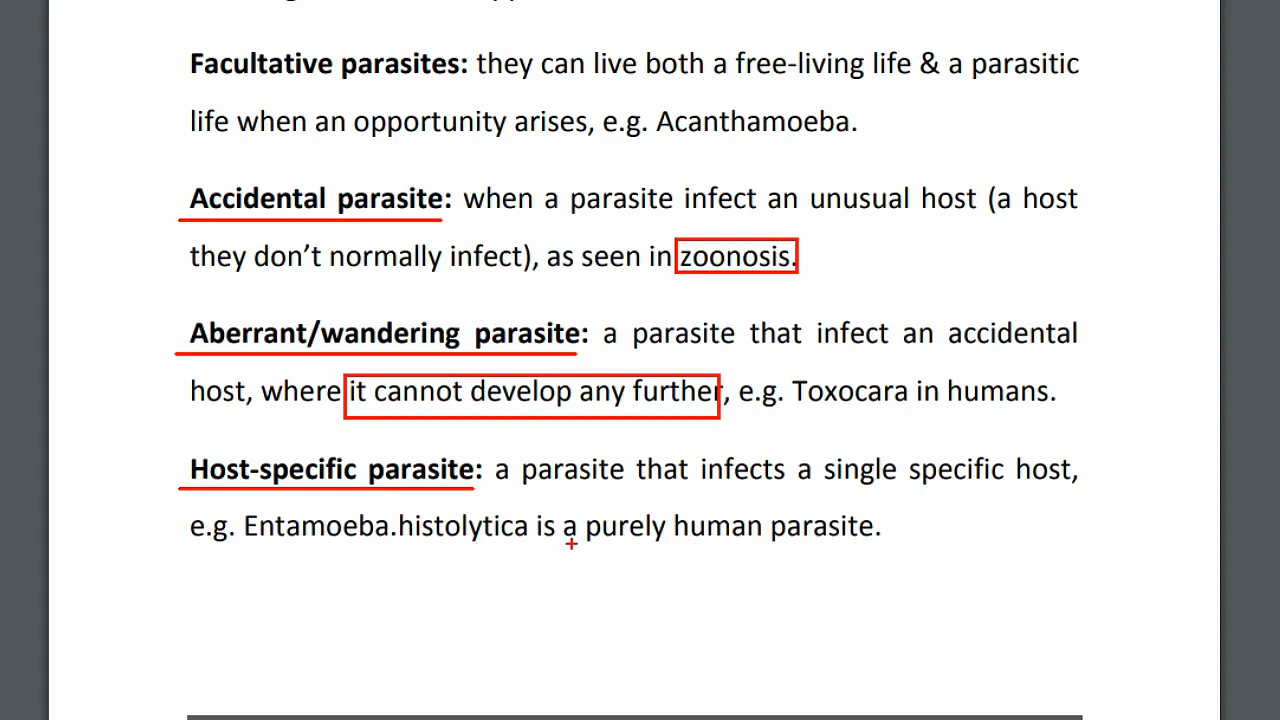 Facultative parasites: they can live both a free-living life & a parasitic
life when an opportunity arises, e.g. Acanthamoeba.
Accidental parasite: when a parasite infect an unusual host (a host
they don’t normally infect), as seen in zoonosis.
Aberrant/wandering parasite: a parasite that infect an accidental
host, where it cannot develop any further, e.g. Toxocara in humans.
Host-specific parasite: a parasite that infects a single specific host,
e.g. Entamoeba.histolytica is a purely human parasite.